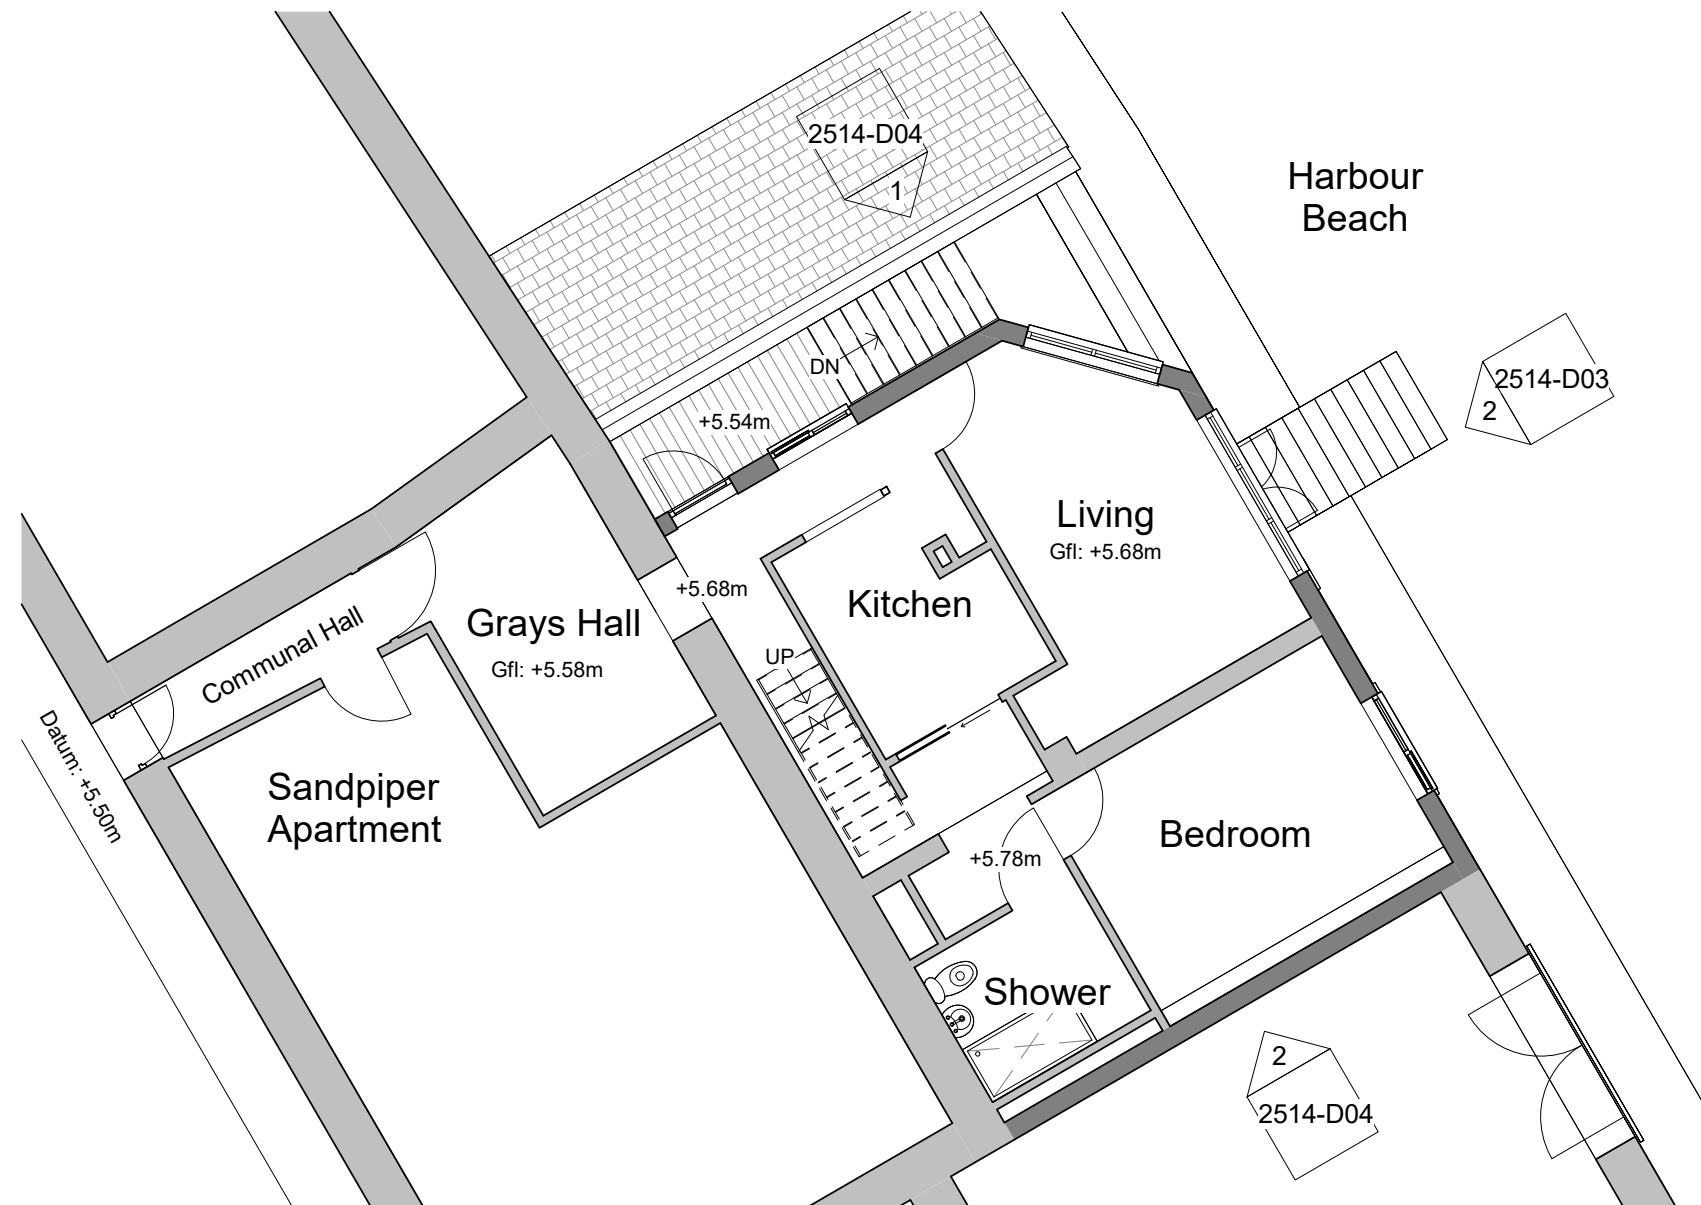 2514-D04
1
Harbour
Beach
DN
2514-D03
2
+5.54m
Living
Gfl: +5.68m
+5.68m
Kitchen
Grays Hall
Gfl: +5.58m
Communal Hall
UP
Datum: +5.50m
Sandpiper
Apartment
Bedroom
+5.78m
Shower
2
2514-D04